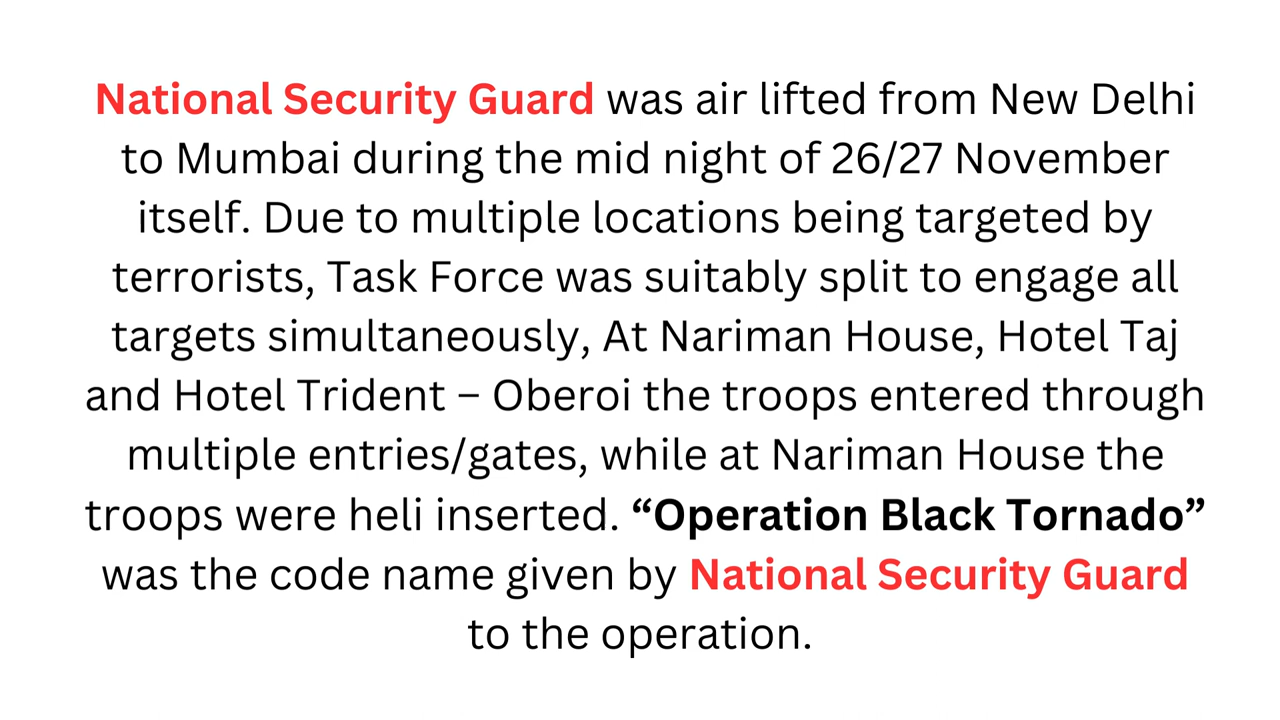 National Security Guard was air lifted from New Delhi
to Mumbai during the mid night of 26/27 November
itself. Due to multiple locations being targeted by
terrorists, Task Force was suitably split to engage all
targets simultaneously, At Nariman House, Hotel Taj
and Hotel Trident – Oberoi the troops entered through
multiple entries/gates, while at Nariman House the
troops were heli inserted. “Operation Black Tornado”
was the code name given by National Security Guard
to the operation.